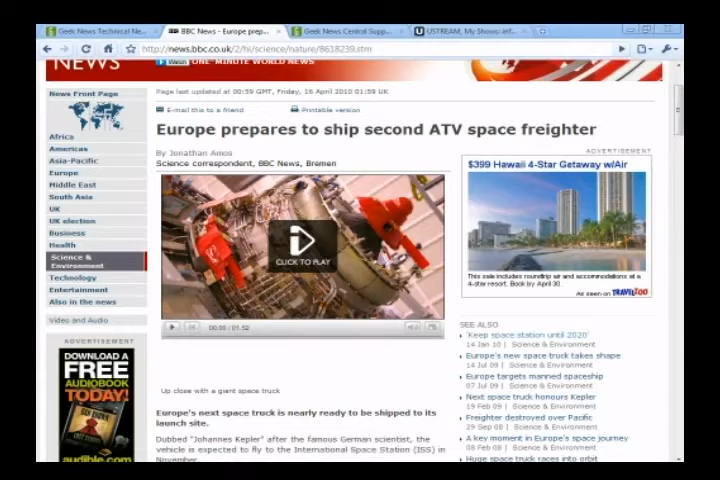 Geek News Technical Ne...
BBC News - Europe prep...
Geek News Central Supp...
USTREAM, My Shows: inf...
http://news.bbc.co.uk/2/hi/science/nature/8618239.stm
NEWS
Watch ONE-MINUTE WORLD NEWS
News Front Page
Africa
Americas
Asia-Pacific
Europe
Middle East
South Asia
UK
UK election
Business
Health
Science &
Environment
Technology
Entertainment
Also in the news
Video and Audio
ADVERTISEMENT
DOWNLOAD A
FREE
AUDIOBOOK
TODAY!
audible.com
Page last updated at 00:59 GMT, Friday, 16 April 2010 01:59 UK
E-mail this to a friend
Printable version
Europe prepares to ship second ATV space freighter
By Jonathan Amos
Science correspondent, BBC News, Bremen
CLICK TO PLAY
00:00 / 01:52
Up close with a giant space truck
Europe's next space truck is nearly ready to be shipped to its
launch site.
Dubbed "Johannes Kepler" after the famous German scientist, the
vehicle is expected to fly to the International Space Station (ISS) in
November.
ADVERTISEMENT
$399 Hawaii 4-Star Getaway w/Air
This sale includes roundtrip air and accommodations at a
4-star resort. Book by April 30.
As seen on TRAVELZOO
SEE ALSO
'Keep space station until 2020'
14 Jan 10 | Science & Environment
Europe's new space truck takes shape
14 Jul 09 | Science & Environment
Europe targets manned spaceship
07 Jul 09 | Science & Environment
Next space truck honours Kepler
19 Feb 09 | Science & Environment
Freighter destroyed over Pacific
29 Sep 08 | Science & Environment
A key moment in Europe's space journey
08 Feb 08 | Science & Environment
Huge space truck races into orbit